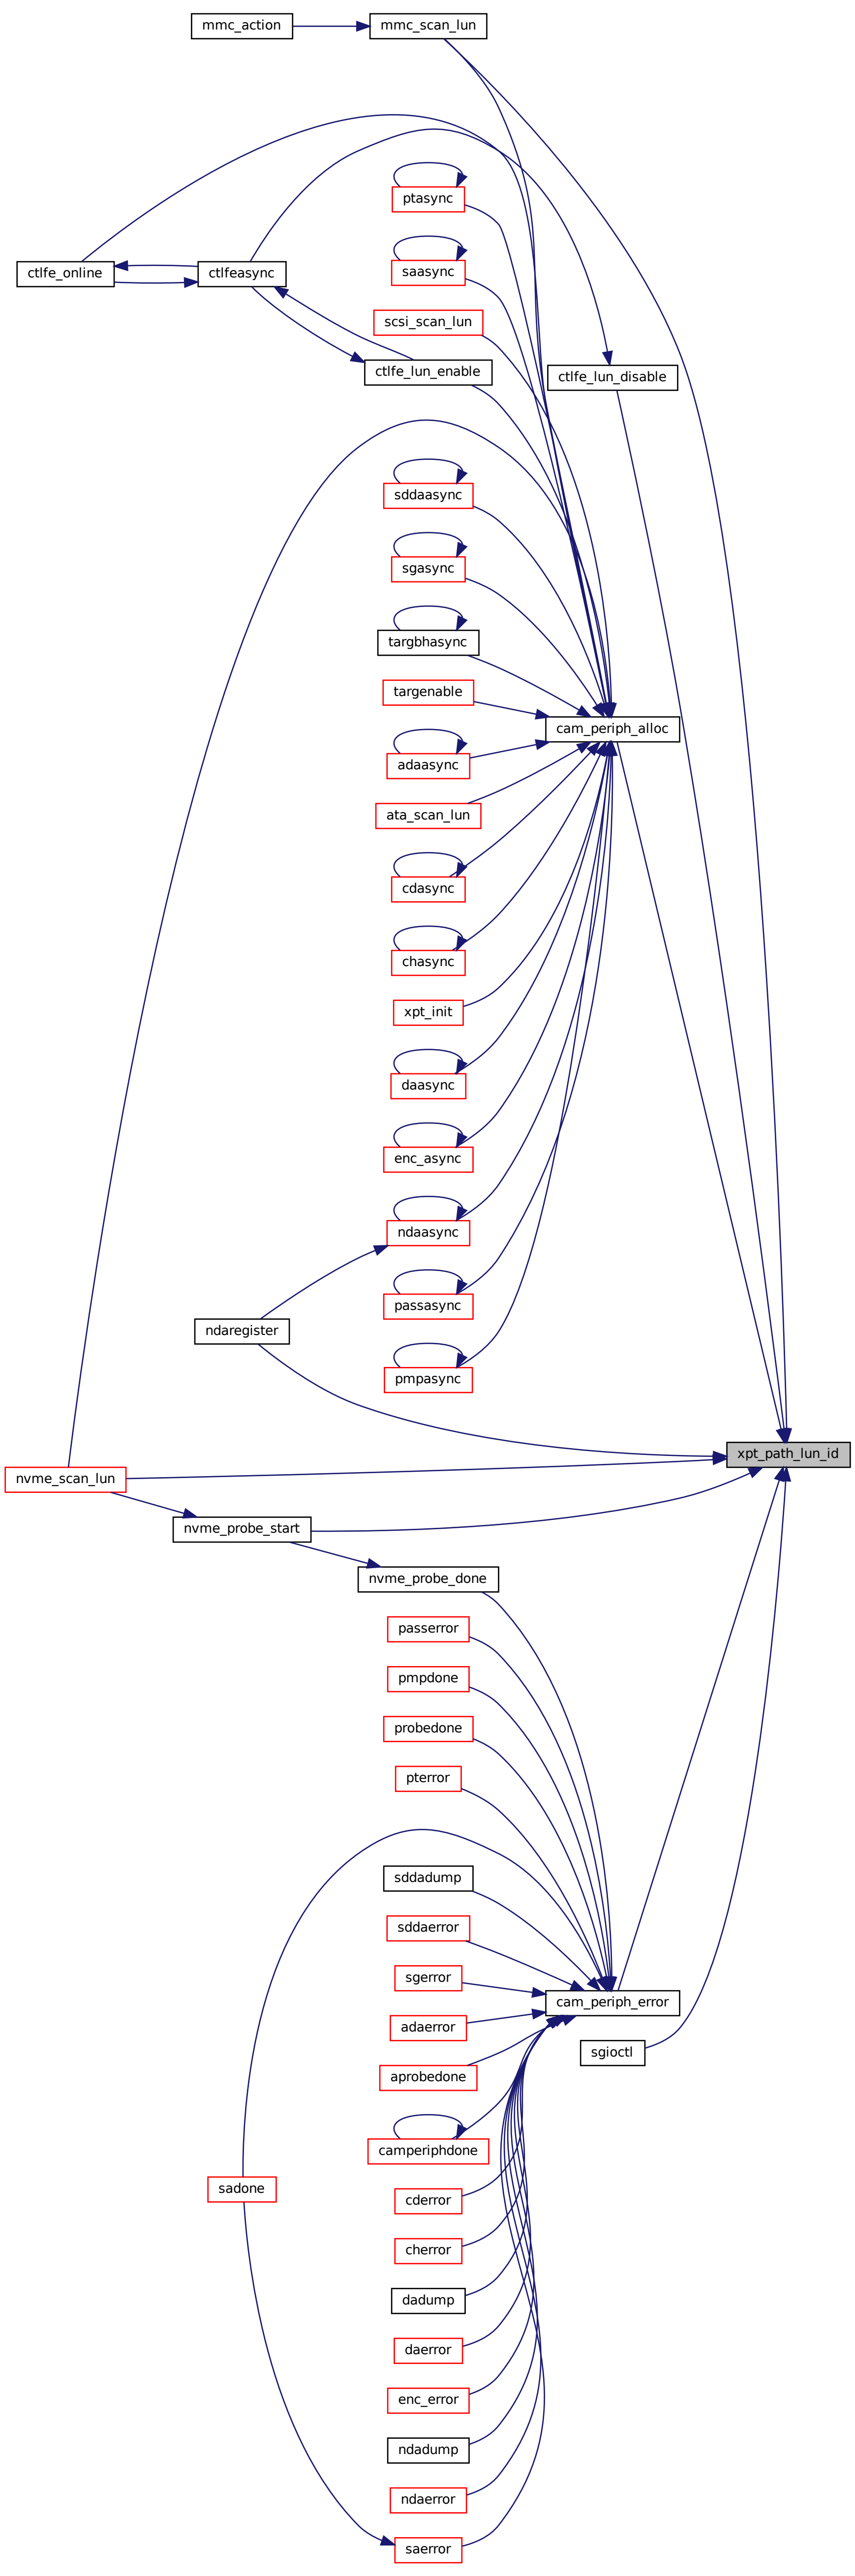 mmc_action
mmc_scan_lun
ptasync
ctlfe_online
ctlfeasync
saasync
scsi_scan_lun
ctlfe_lun_enable
ctlfe_lun_disable
sddaasync
sgasync
targbhasync
targenable
cam_periph_alloc
adaasync
ata_scan_lun
cdasync
chasync
xpt_init
daasync
enc_async
ndaasync
passasync
ndaregister
pmpasync
xpt_path_lun_id
nvme_scan_lun
nvme_probe_start
nvme_probe_done
passerror
pmpdone
probedone
pterror
sddadump
sddaerror
sgerror
cam_periph_error
adaerror
sgioctl
aprobedone
camperiphdone
sadone
cderror
cherror
dadump
daerror
enc_error
ndadump
ndaerror
saerror